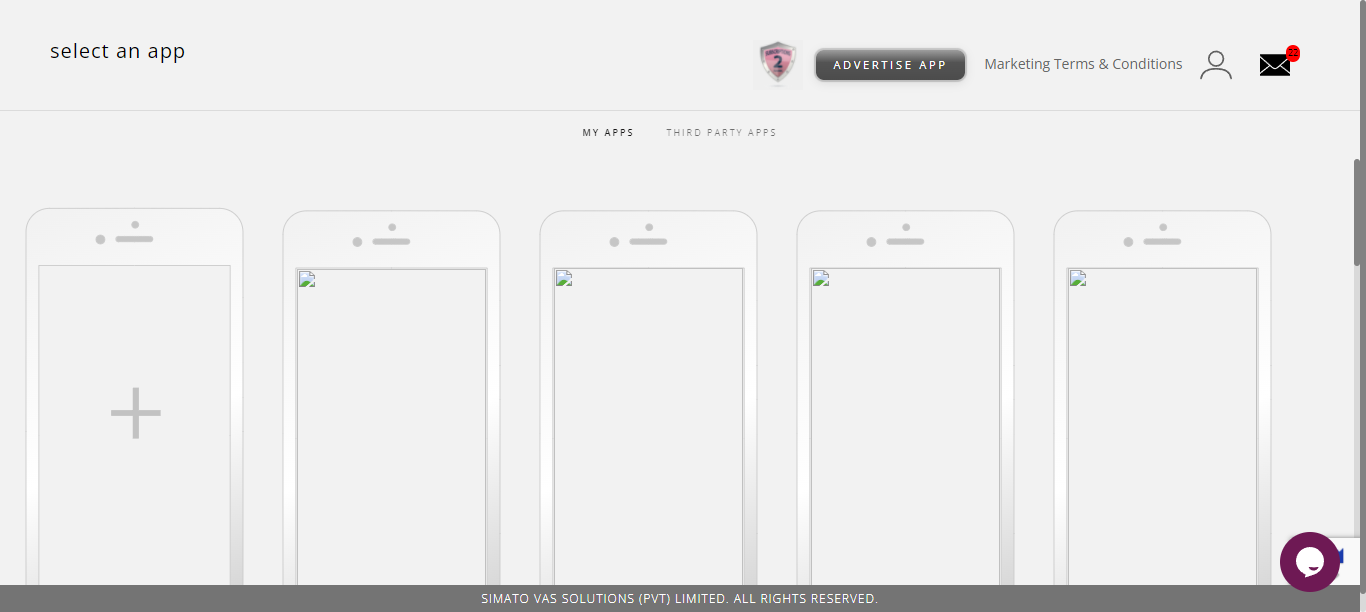 select an app
2
ADVERTISE APP
Marketing Terms & Conditions
22
MY APPS
THIRD PARTY APPS
SIMATO VAS SOLUTIONS (PVT) LIMITED. ALL RIGHTS RESERVED.